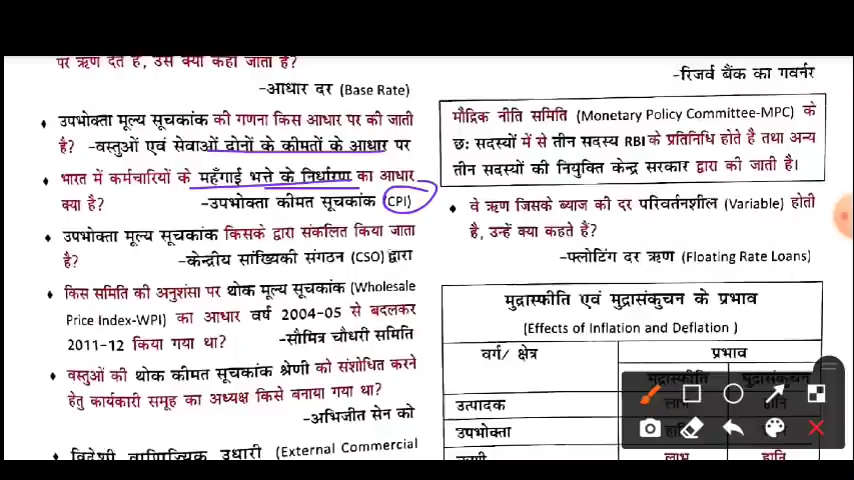 पर ऋण देते हैं, उसे क्या कहा जाता है?
-आधार दर (Base Rate)
♦ उपभोक्ता मूल्य सूचकांक की गणना किस आधार पर की जाती
है? -वस्तुओं एवं सेवाओं दोनों के कीमतों के आधार पर
♦ भारत में कर्मचारियों के महँगाई भत्ते के निर्धारण का आधार
क्या है? -उपभोक्ता कीमत सूचकांक (CPI)
♦ उपभोक्ता मूल्य सूचकांक किसके द्वारा संकलित किया जाता
है? -केन्द्रीय सांख्यिकी संगठन (CSO) द्वारा
♦ किस समिति की अनुशंसा पर थोक मूल्य सूचकांक (Wholesale
Price Index-WPI) का आधार वर्ष 2004-05 से बदलकर
2011-12 किया गया था? -सौमित्र चौधरी समिति
♦ वस्तुओं की थोक कीमत सूचकांक श्रेणी को संशोधित करने
हेतु कार्यकारी समूह का अध्यक्ष किसे बनाया गया था?
-अभिजीत सेन को
♦ विदेशी वाणिज्यिक उधारी (External Commercial
-रिजर्व बैंक का गवर्नर
मौद्रिक नीति समिति (Monetary Policy Committee-MPC) के
छः सदस्यों में से तीन सदस्य RBI के प्रतिनिधि होते है तथा अन्य
तीन सदस्यों की नियुक्ति केन्द्र सरकार द्वारा की जाती है।
♦ वे ऋण जिसके ब्याज की दर परिवर्तनशील (Variable) होती
है, उन्हें क्या कहते हैं?
-फ्लोटिंग दर ऋण (Floating Rate Loans)
मुद्रास्फीति एवं मुद्रासंकुचन के प्रभाव
(Effects of Inflation and Deflation )
वर्ग/ क्षेत्र प्रभाव
मुद्रास्फीति मुद्रासंकुचन
उत्पादक लाभ हानि
उपभोक्ता हानि
ऋणी लाभ हानि